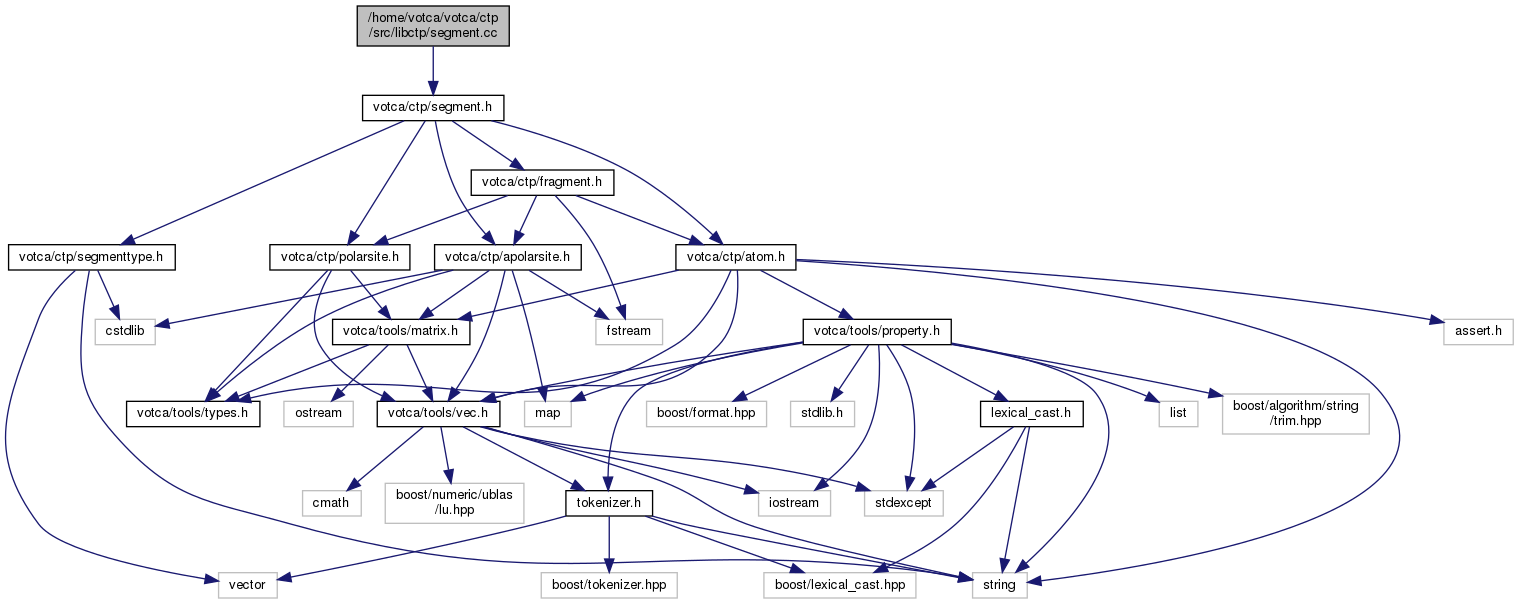 /home/votca/votca/ctp
/src/libctp/segment.cc
votca/ctp/segment.h
votca/ctp/fragment.h
votca/ctp/segmenttype.h
votca/ctp/polarsite.h
votca/ctp/apolarsite.h
votca/ctp/atom.h
cstdlib
votca/tools/matrix.h
fstream
votca/tools/property.h
assert.h
votca/tools/types.h
ostream
votca/tools/vec.h
map
boost/format.hpp
stdlib.h
lexical_cast.h
list
boost/algorithm/string
/trim.hpp
cmath
boost/numeric/ublas
/lu.hpp
tokenizer.h
iostream
stdexcept
vector
boost/tokenizer.hpp
boost/lexical_cast.hpp
string